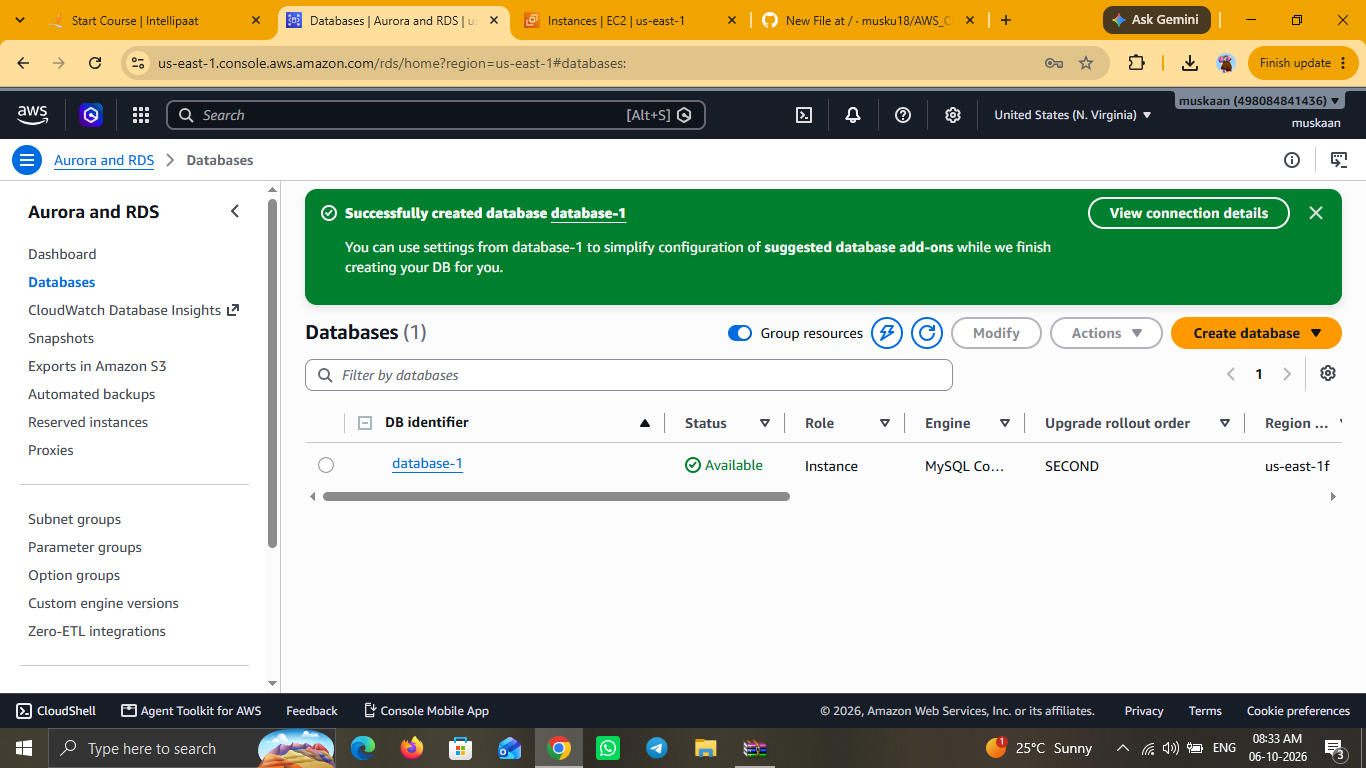 Start Course | Intellipaat
Databases | Aurora and RDS | us
Instances | EC2 | us-east-1
New File at / · musku18/AWS_C
Ask Gemini
us-east-1.console.aws.amazon.com/rds/home?region=us-east-1#databases:
Finish update
aws
Search
[Alt+S]
United States (N. Virginia)
muskaan (498084841436)
muskaan
Aurora and RDS
Databases
Aurora and RDS
Dashboard
Databases
CloudWatch Database Insights
Snapshots
Exports in Amazon S3
Automated backups
Reserved instances
Proxies
Subnet groups
Parameter groups
Option groups
Custom engine versions
Zero-ETL integrations
Successfully created database database-1
View connection details
You can use settings from database-1 to simplify configuration of suggested database add-ons while we finish
creating your DB for you.
Databases (1)
Group resources
Modify
Actions
Create database
Filter by databases
1
DB identifier
Status
Role
Engine
Upgrade rollout order
Region ...
database-1
Available
Instance
MySQL Co...
SECOND
us-east-1f
CloudShell
Agent Toolkit for AWS
Feedback
Console Mobile App
© 2026, Amazon Web Services, Inc. or its affiliates.
Privacy
Terms
Cookie preferences
Type here to search
1
25°C Sunny
ENG
08:33 AM
06-10-2026
3